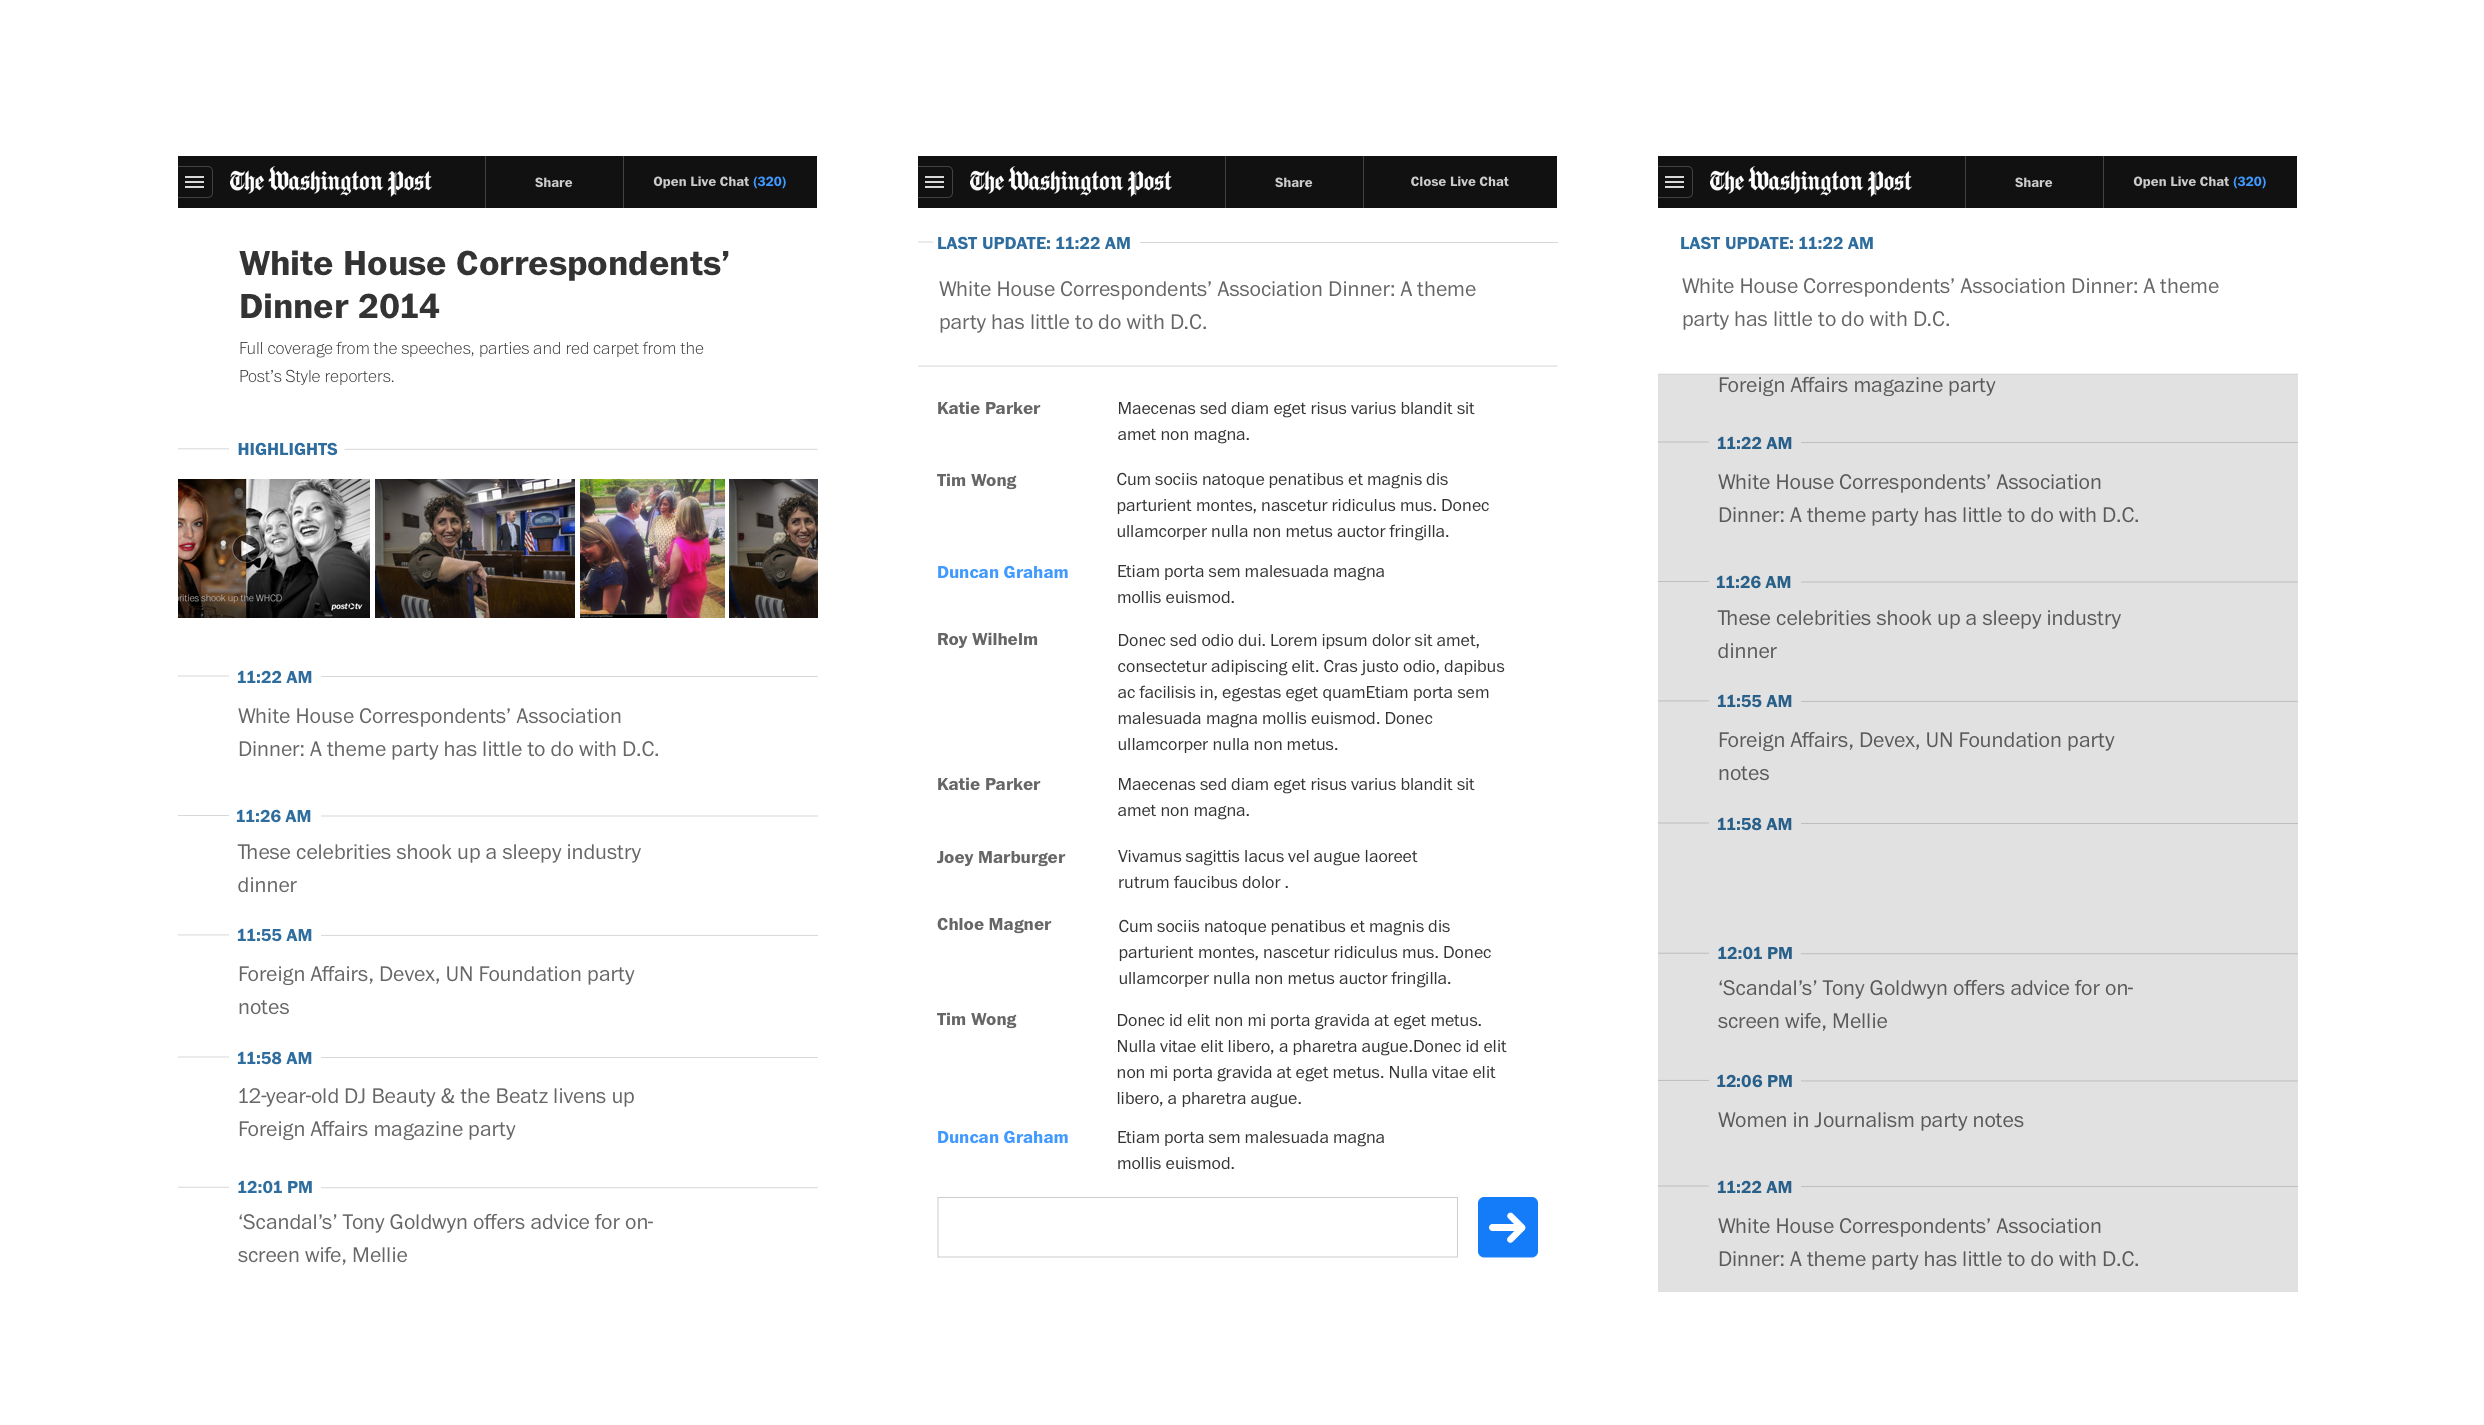 The Washington Post
Share
Open Live Chat (320)
White House Correspondents’
Dinner 2014
Full coverage from the speeches, parties and red carpet from the
Post’s Style reporters.
HIGHLIGHTS
rities shook up the WHCD
post tv
11:22 AM
White House Correspondents’ Association
Dinner: A theme party has little to do with D.C.
11:26 AM
These celebrities shook up a sleepy industry
dinner
11:55 AM
Foreign Affairs, Devex, UN Foundation party
notes
11:58 AM
12-year-old DJ Beauty & the Beatz livens up
Foreign Affairs magazine party
12:01 PM
‘Scandal’s’ Tony Goldwyn offers advice for on-
screen wife, Mellie
The Washington Post
Share
Close Live Chat
LAST UPDATE: 11:22 AM
White House Correspondents’ Association Dinner: A theme
party has little to do with D.C.
Katie Parker
Maecenas sed diam eget risus varius blandit sit
amet non magna.
Tim Wong
Cum sociis natoque penatibus et magnis dis
parturient montes, nascetur ridiculus mus. Donec
ullamcorper nulla non metus auctor fringilla.
Duncan Graham
Etiam porta sem malesuada magna
mollis euismod.
Roy Wilhelm
Donec sed odio dui. Lorem ipsum dolor sit amet,
consectetur adipiscing elit. Cras justo odio, dapibus
ac facilisis in, egestas eget quamEtiam porta sem
malesuada magna mollis euismod. Donec
ullamcorper nulla non metus.
Katie Parker
Maecenas sed diam eget risus varius blandit sit
amet non magna.
Joey Marburger
Vivamus sagittis lacus vel augue laoreet
rutrum faucibus dolor .
Chloe Magner
Cum sociis natoque penatibus et magnis dis
parturient montes, nascetur ridiculus mus. Donec
ullamcorper nulla non metus auctor fringilla.
Tim Wong
Donec id elit non mi porta gravida at eget metus.
Nulla vitae elit libero, a pharetra augue.Donec id elit
non mi porta gravida at eget metus. Nulla vitae elit
libero, a pharetra augue.
Duncan Graham
Etiam porta sem malesuada magna
mollis euismod.
The Washington Post
Share
Open Live Chat (320)
LAST UPDATE: 11:22 AM
White House Correspondents’ Association Dinner: A theme
party has little to do with D.C.
Foreign Affairs magazine party
11:22 AM
White House Correspondents’ Association
Dinner: A theme party has little to do with D.C.
11:26 AM
These celebrities shook up a sleepy industry
dinner
11:55 AM
Foreign Affairs, Devex, UN Foundation party
notes
11:58 AM
12:01 PM
‘Scandal’s’ Tony Goldwyn offers advice for on-
screen wife, Mellie
12:06 PM
Women in Journalism party notes
11:22 AM
White House Correspondents’ Association
Dinner: A theme party has little to do with D.C.